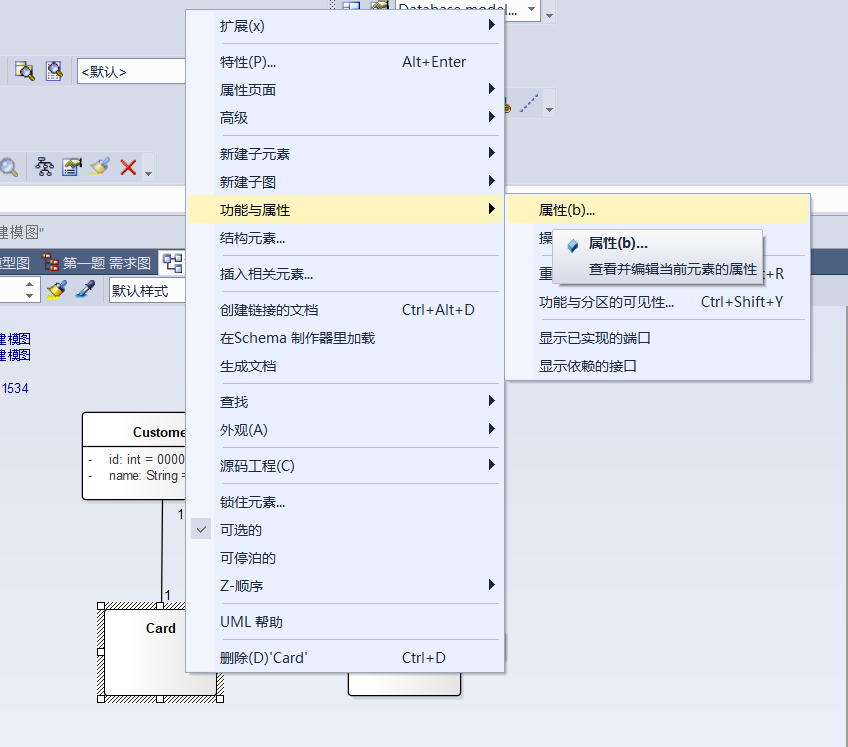 Database model...
扩展(x)
特性(P)... Alt+Enter
<默认>
属性页面
高级
新建子元素
新建子图
功能与属性
属性(b)...
建模图"
结构元素...
属性(b)...
模型图 第一题 需求图
查看并编辑当前元素的属性
插入相关元素...
+R
默认样式
功能与分区的可见性... Ctrl+Shift+Y
创建链接的文档 Ctrl+Alt+D
在Schema 制作器里加载
显示已实现的端口
建模图
建模图
生成文档
显示依赖的接口
1534
查找
外观(A)
Custome
id: int = 0000
name: String =
源码工程(C)
锁住元素...
1
可选的
可停泊的
Z-顺序
1
UML 帮助
Card
删除(D)'Card' Ctrl+D